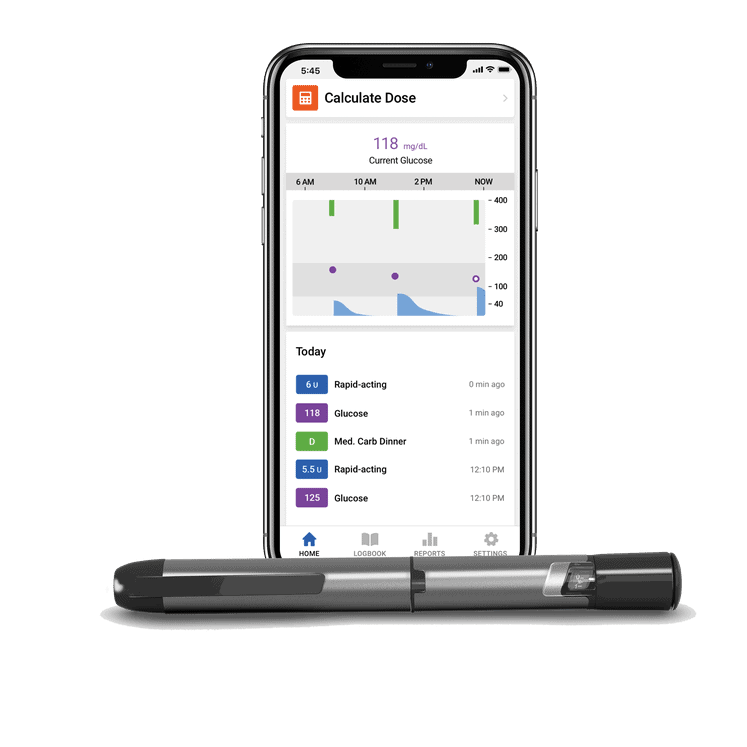 5:45
Calculate Dose
118 mg/dL
Current Glucose
6 AM 10 AM 2 PM NOW
400
300
200
100
40
Today
6 U Rapid-acting 0 min ago
118 Glucose 1 min ago
D Med. Carb Dinner 1 min ago
5.5 U Rapid-acting 12:10 PM
125 Glucose 12:10 PM
HOME LOGBOOK REPORTS SETTINGS